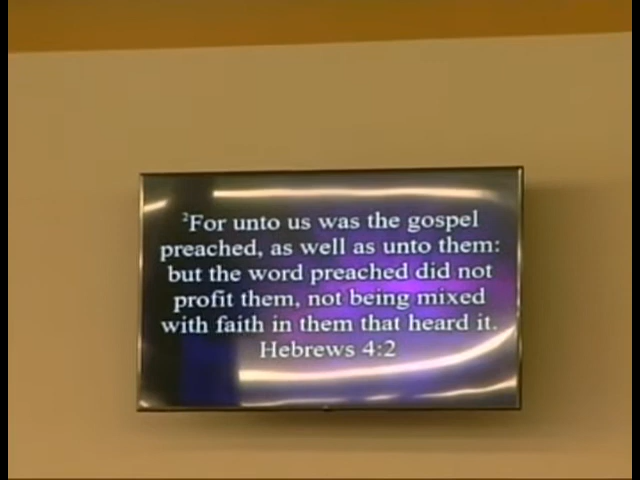 ²For unto us was the gospel
preached, as well as unto them:
but the word preached did not
profit them, not being mixed
with faith in them that heard it.
Hebrews 4:2